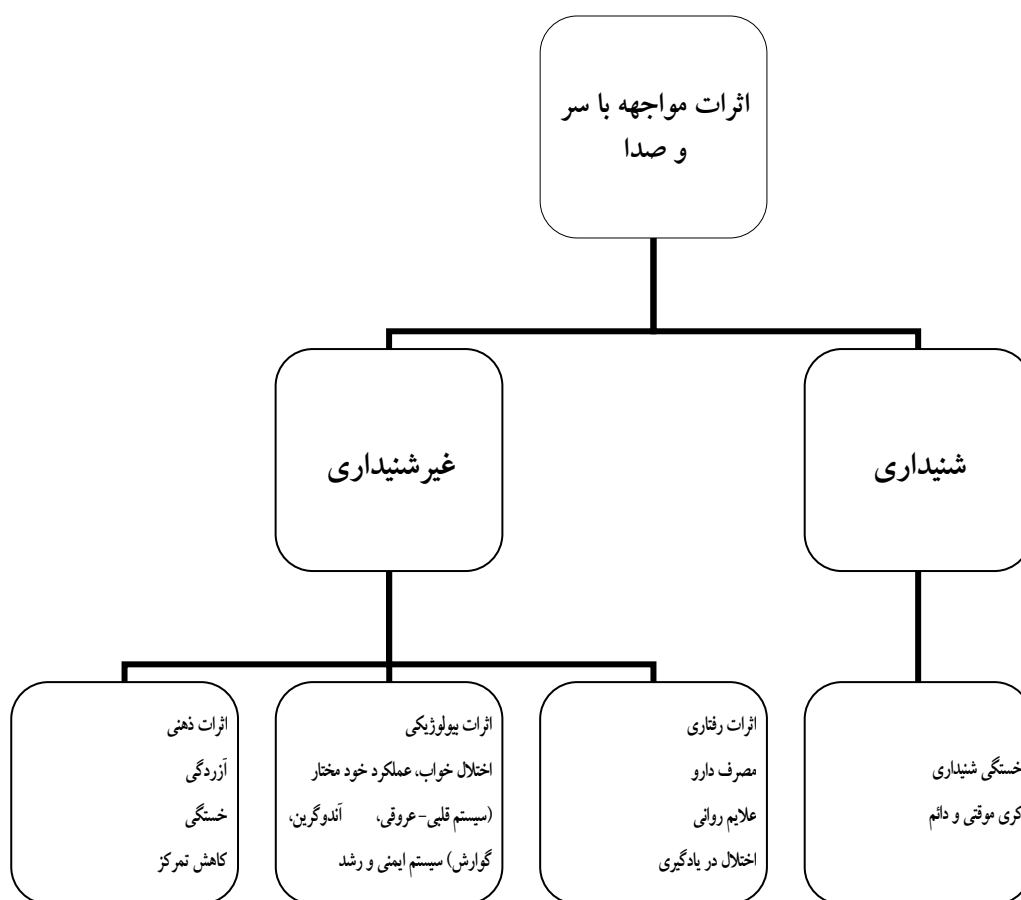 اثرات مواجهه با سر
و صدا
شنیداری
غیرشنیداری
خستگی شنیداری
کری موقتی و دائم
اثرات رفتاری
مصرف دارو
علایم روانی
اختلال در یادگیری
اثرات بیولوژیکی
اختلال خواب، عملکرد خود مختار
(سیستم قلبی-عروقی، آندوگرین،
گوارش) سیستم ایمنی و رشد
اثرات ذهنی
آزردگی
خستگی
کاهش تمرکز